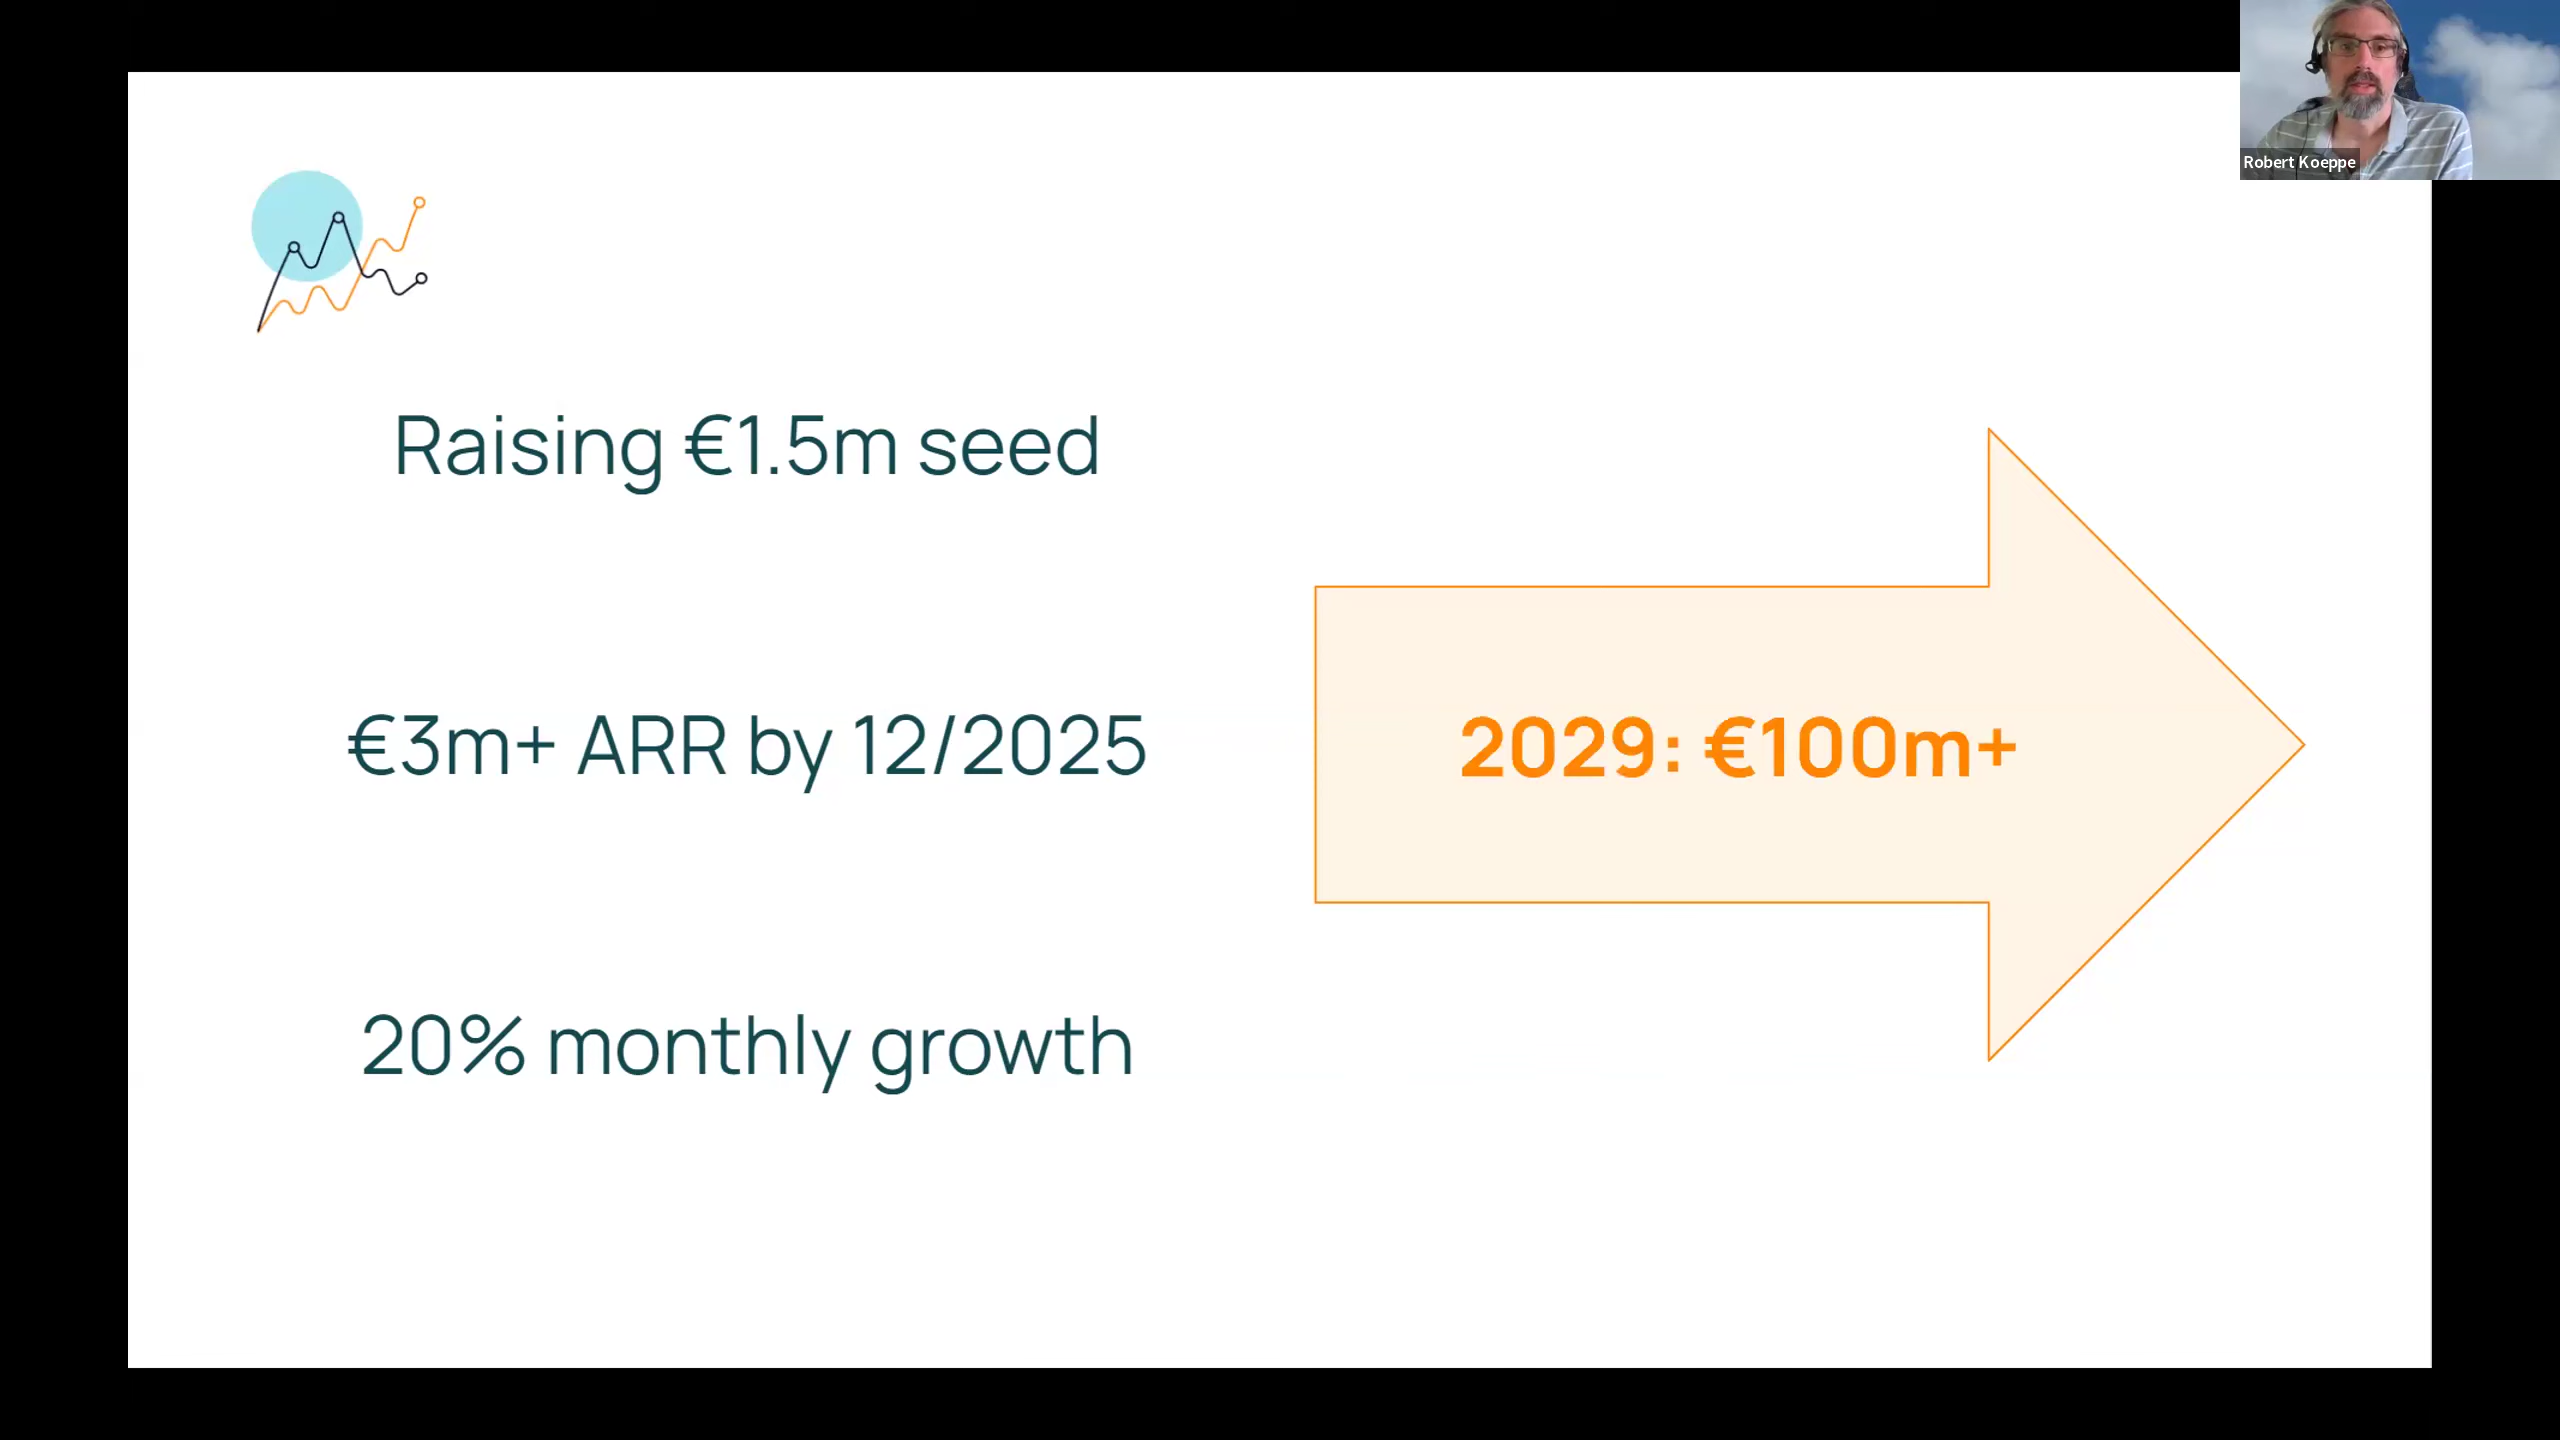 Robert Koeppe
Raising €1.5m seed
€3m+ ARR by 12/2025
2029: €100m+
20% monthly growth